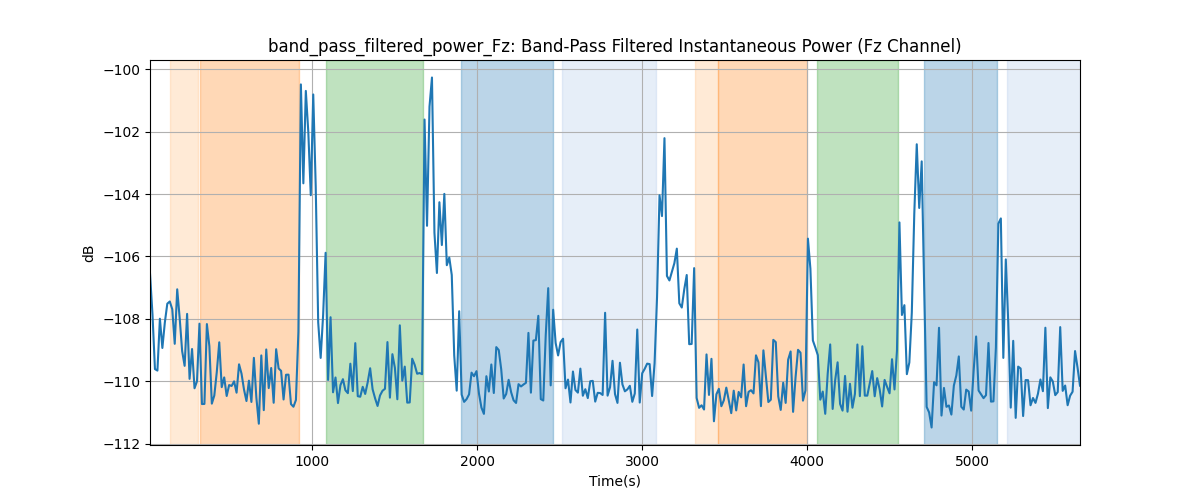 band_pass_filtered_power_Fz: Band-Pass Filtered Instantaneous Power (Fz Channel)
−100
−102
−104
−106
−108
−110
−112
dB
1000 2000 3000 4000 5000
Time(s)